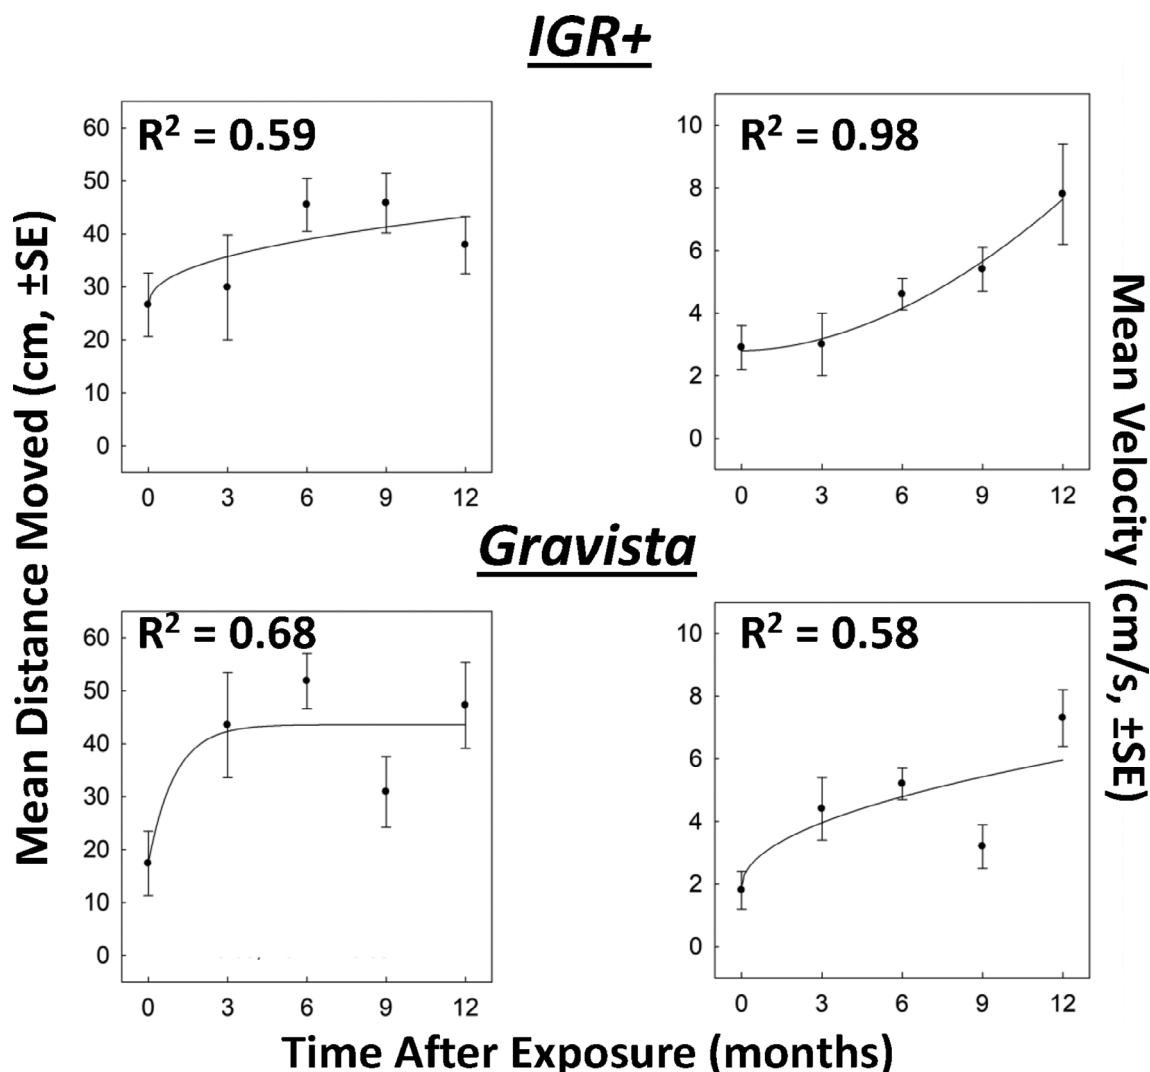 IGR+
Mean Distance Moved (cm, ±SE)
Mean Velocity (cm/s, ±SE)
R² = 0.59
60
50
40
30
20
10
0
0 3 6 9 12
R² = 0.98
10
8
6
4
2
0
0 3 6 9 12
Gravista
R² = 0.68
60
50
40
30
20
10
0
0 3 6 9 12
R² = 0.58
10
8
6
4
2
0
0 3 6 9 12
Time After Exposure (months)